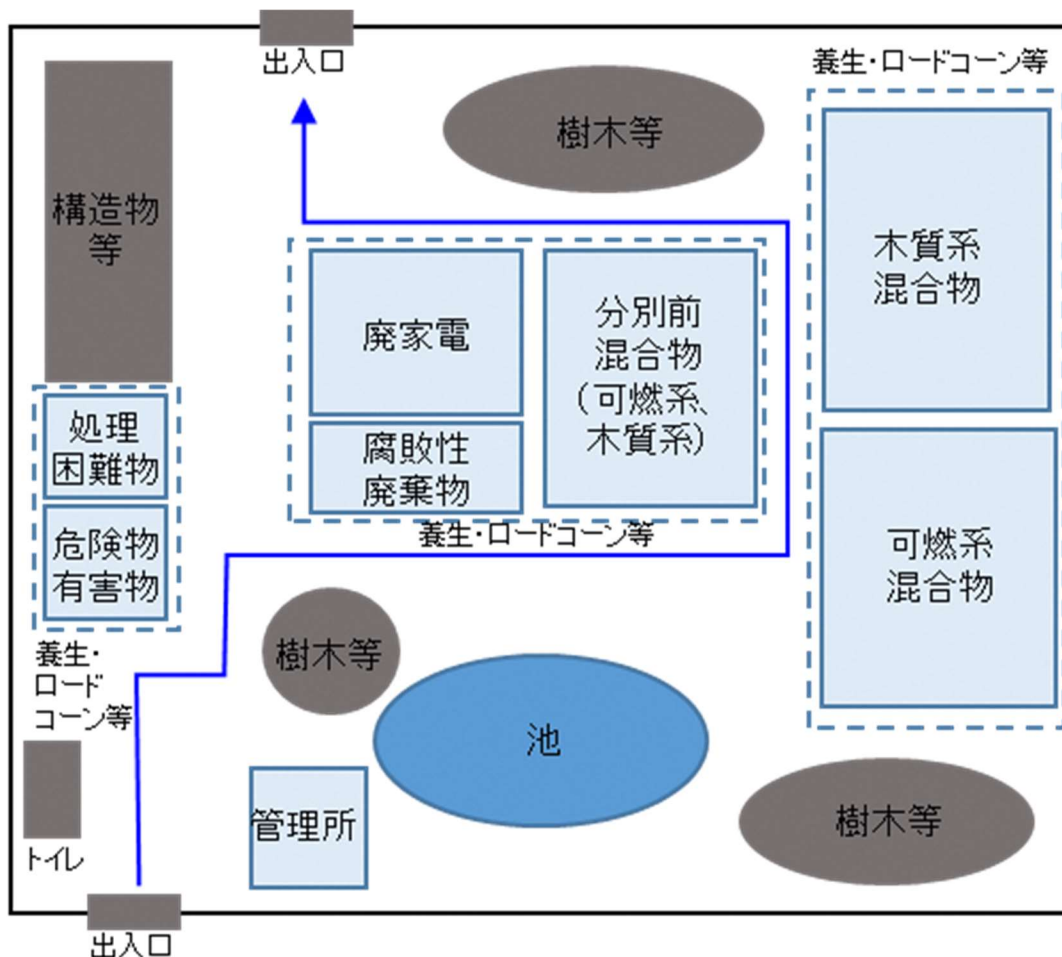 出入口
養生・ロードコーン等
樹木等
構造物
等
木質系
混合物
廃家電
分別前
混合物
(可燃系、
木質系)
処理
困難物
腐敗性
廃棄物
養生・ロードコーン等
危険物
有害物
可燃系
混合物
養生・
ロード
コーン等
樹木等
池
管理所
樹木等
トイレ
出入口